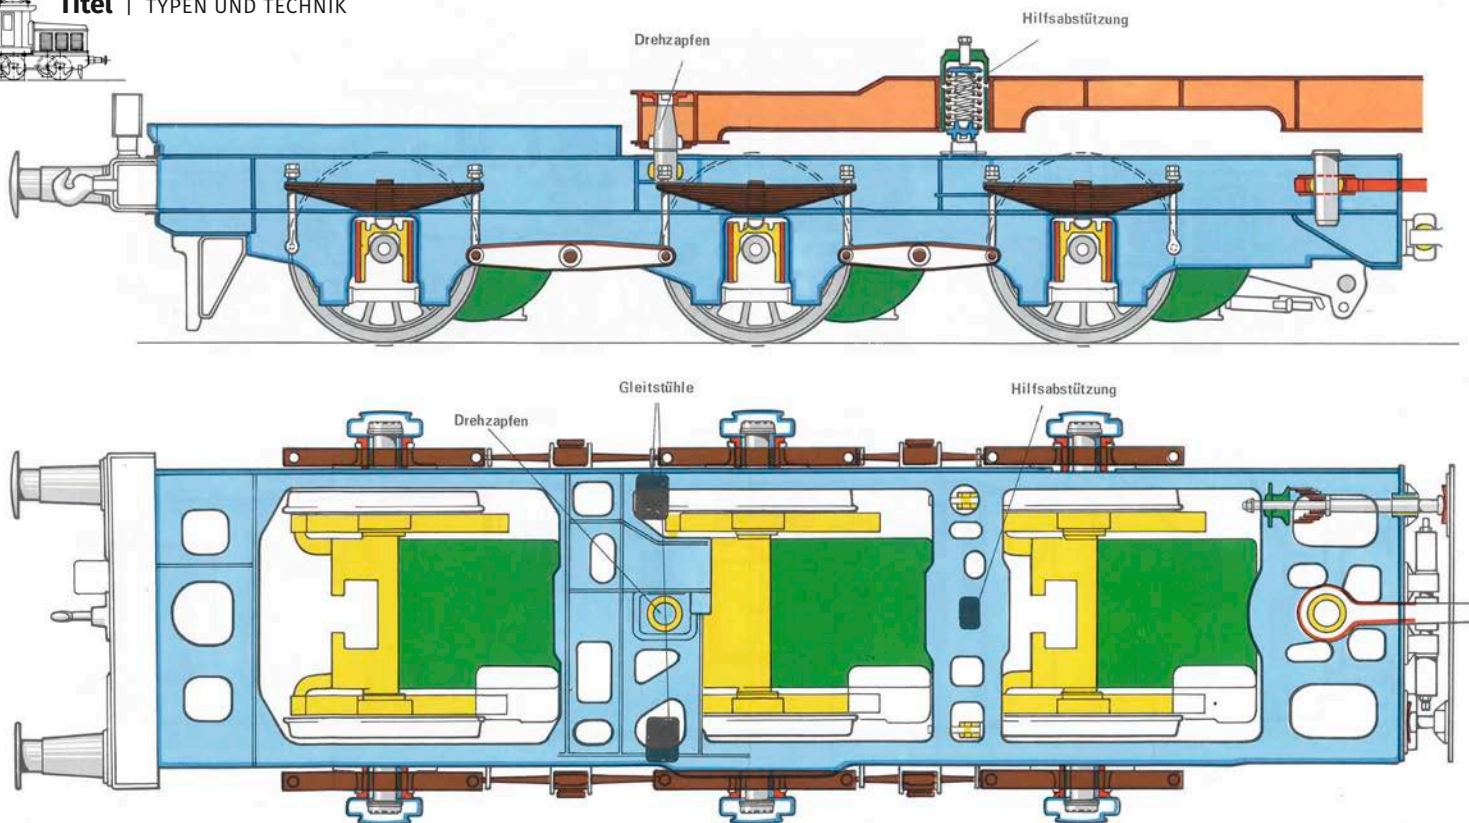 Titel | TYPEN UND TECHNIK
Drehzapfen
Hilfsabstützung
Gleitstühle
Drehzapfen
Hilfsabstützung